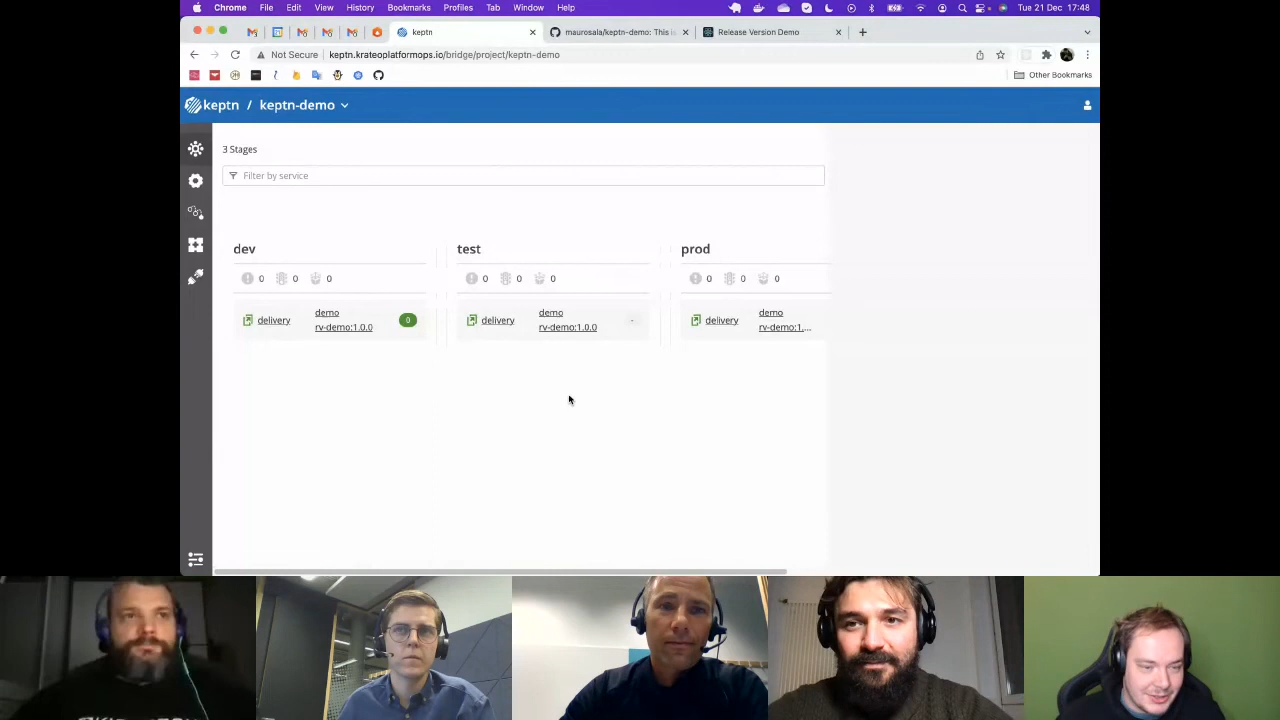 Chrome File Edit View History Bookmarks Profiles Tab Window Help Tue 21 Dec 17:48
keptn maurosala/keptn-demo: This is Release Version Demo
Not Secure keptn.krateoplatformops.io/bridge/project/keptn-demo
Other Bookmarks
keptn / keptn-demo
3 Stages
Filter by service
dev test prod
0 0 0 0 0 0 0 0 0
delivery demo 0 delivery demo - delivery demo
rv-demo:1.0.0 rv-demo:1.0.0 rv-demo:1....